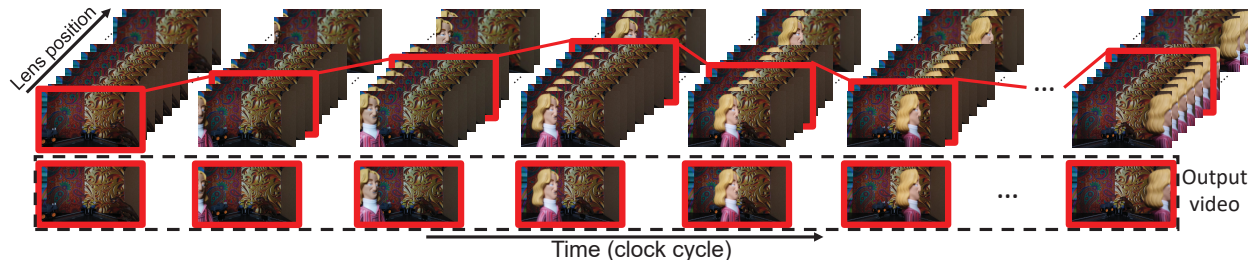 Lens position
...
...
Output
video
Time (clock cycle)